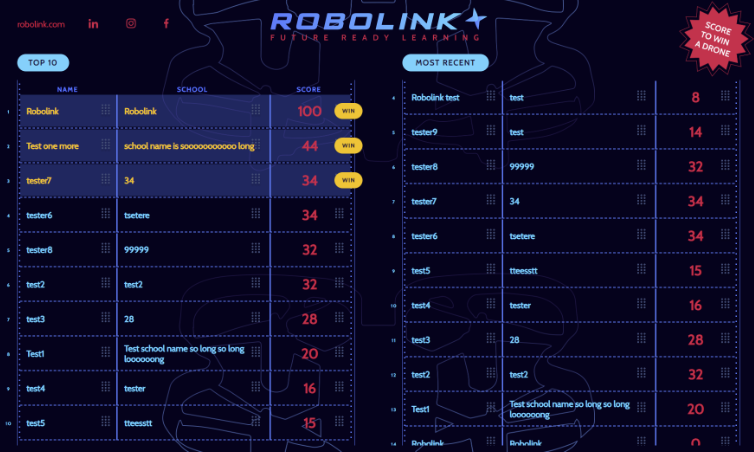 robolink.com
ROBOLINK
FUTURE READY LEARNING
SCORE
TO WIN
A DRONE
TOP 10
NAME SCHOOL SCORE
1 Robolink Robolink 100 WIN
2 Test one more school name is sooooooooooo long 44 WIN
3 tester7 34 34 WIN
4 tester6 tsetere 34
5 tester8 99999 32
6 test2 test2 32
7 test3 28 28
8 Test1 Test school name so long so long
loooooong 20
9 test4 tester 16
10 test5 tteesstt 15
MOST RECENT
4 Robolink test test 8
5 tester9 test 14
6 tester8 99999 32
7 tester7 34 34
8 tester6 tsetere 34
9 test5 tteesstt 15
10 test4 tester 16
11 test3 28 28
12 test2 test2 32
13 Test1 Test school name so long so long
loooooong 20
14 Robolink Robolink 0